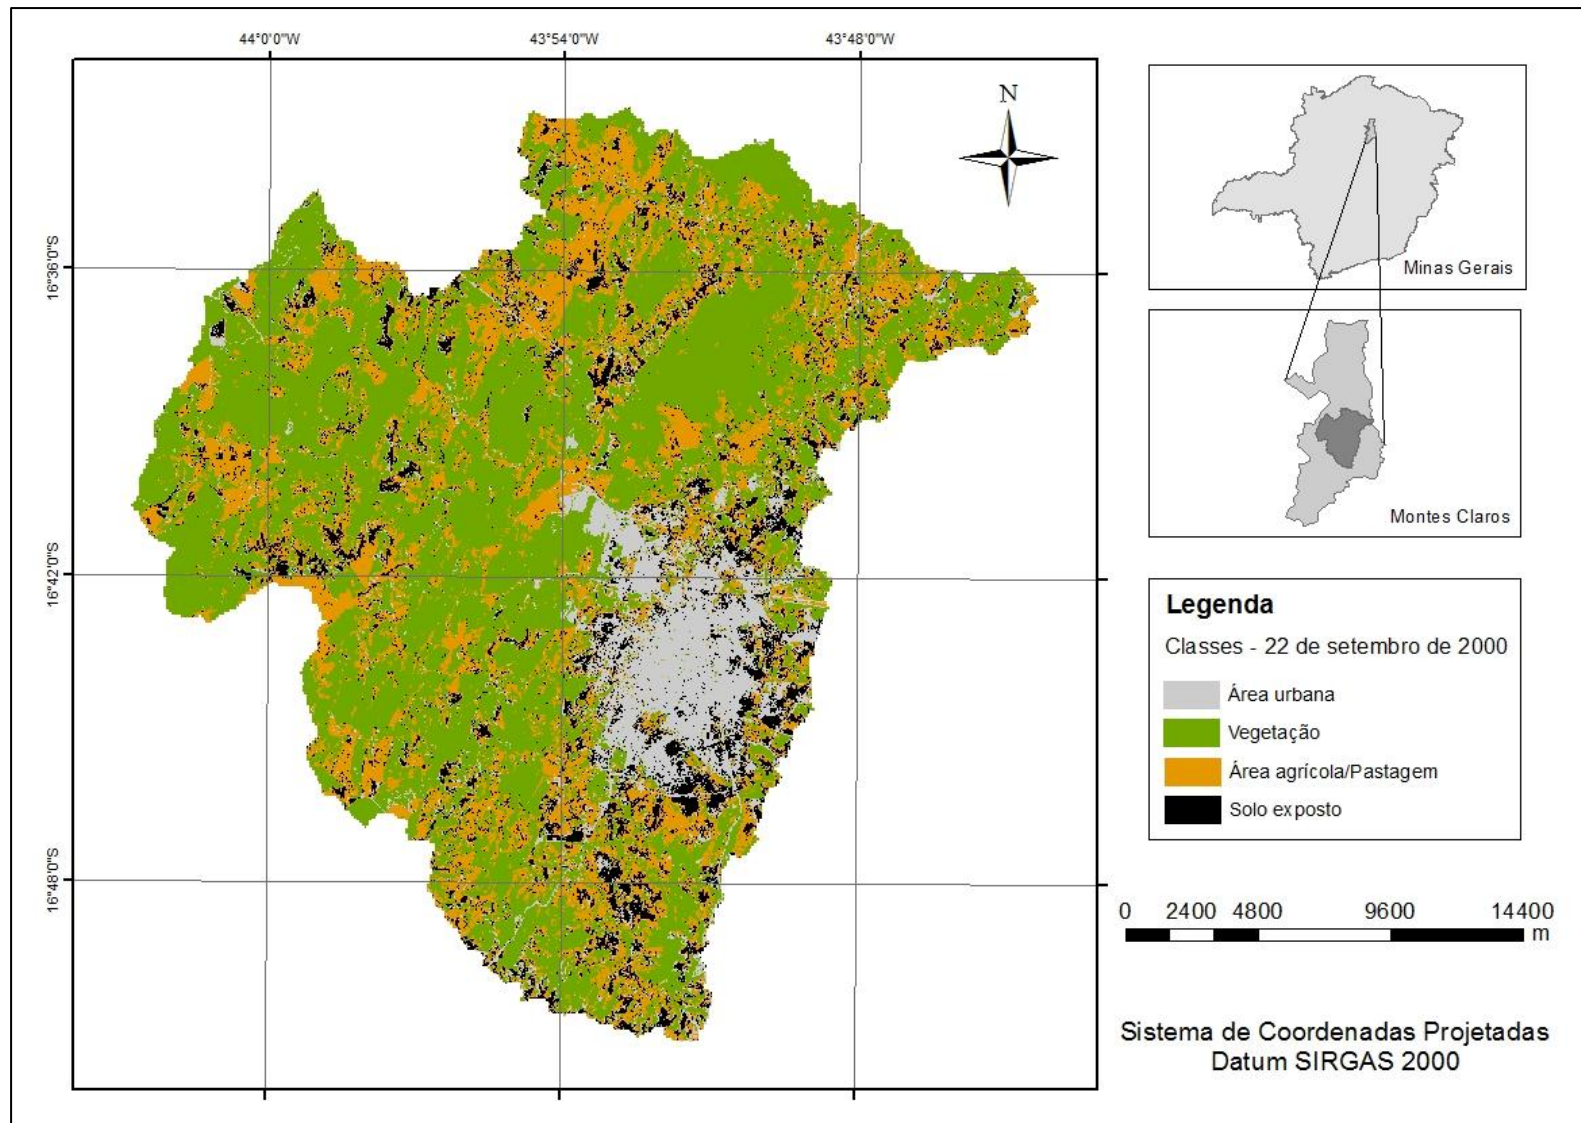 44°0'0"W
43°54'0"W
43°48'0"W
16°36'0"S
16°42'0"S
16°48'0"S
N
Minas Gerais
Montes Claros
Legenda
Classes - 22 de setembro de 2000
Área urbana
Vegetação
Área agrícola/Pastagem
Solo exposto
0 2400 4800 9600 14400
m
Sistema de Coordenadas Projetadas
Datum SIRGAS 2000